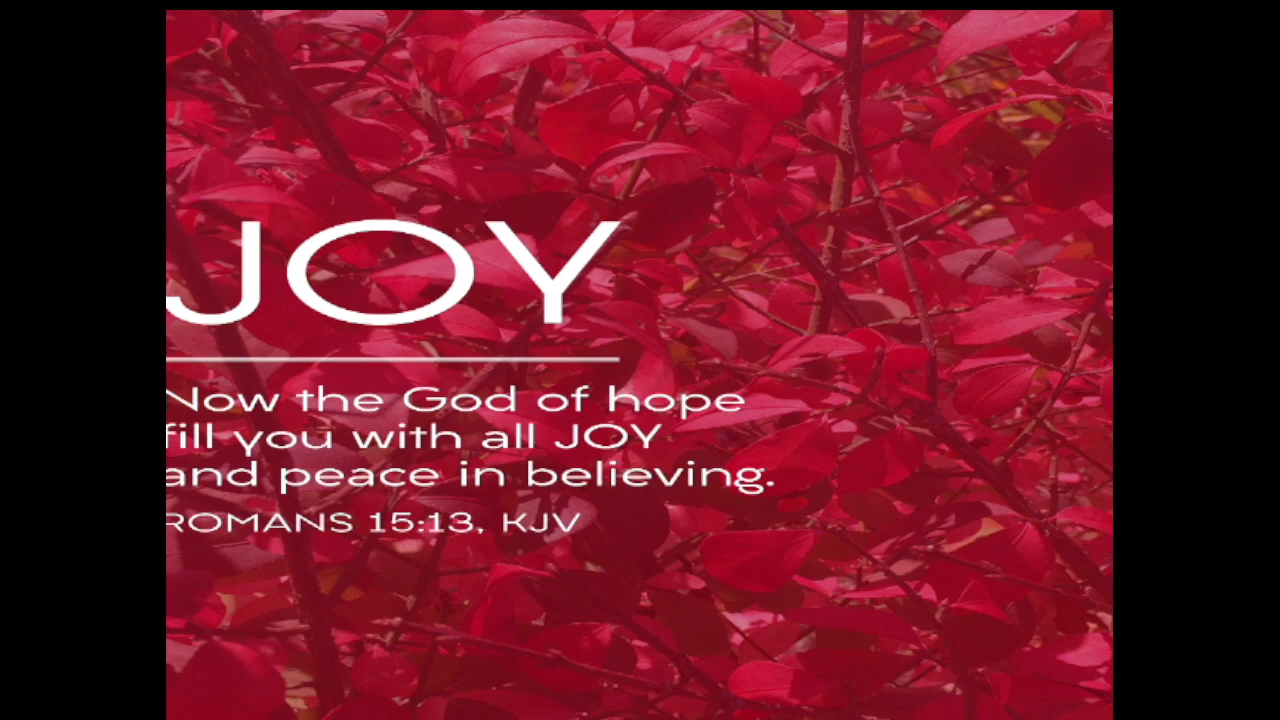 JOY
Now the God of hope
fill you with all JOY
and peace in believing.
ROMANS 15:13, KJV